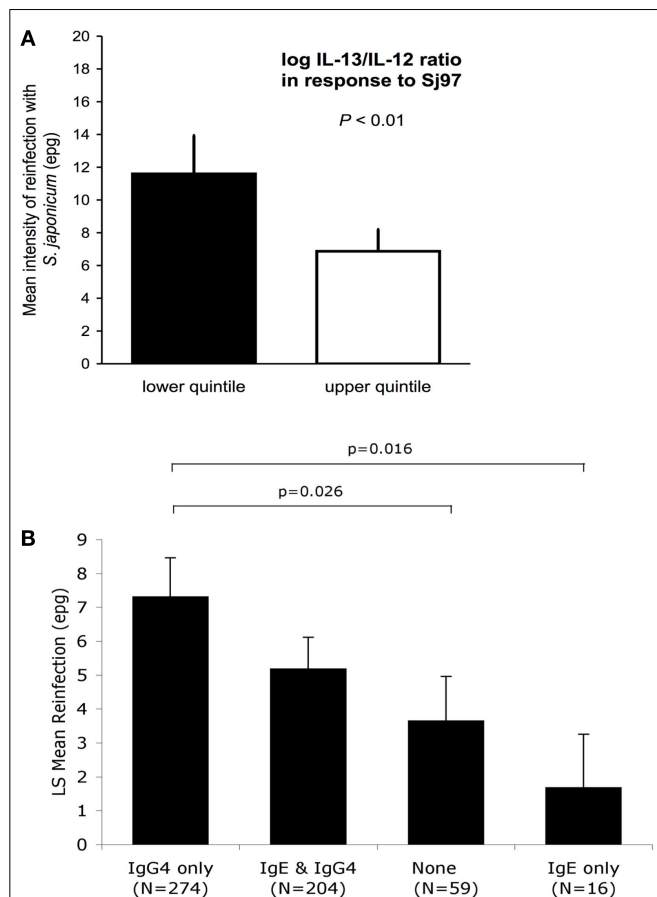 A
log IL-13/IL-12 ratio
in response to Sj97
P < 0.01
Mean intensity of reinfection with
S. japonicum (epg)
20
18
16
14
12
10
8
6
4
2
0
lower quintile
upper quintile
p=0.016
p=0.026
B
LS Mean Reinfection (epg)
9
8
7
6
5
4
3
2
1
0
IgG4 only
(N=274)
IgE & IgG4
(N=204)
None
(N=59)
IgE only
(N=16)